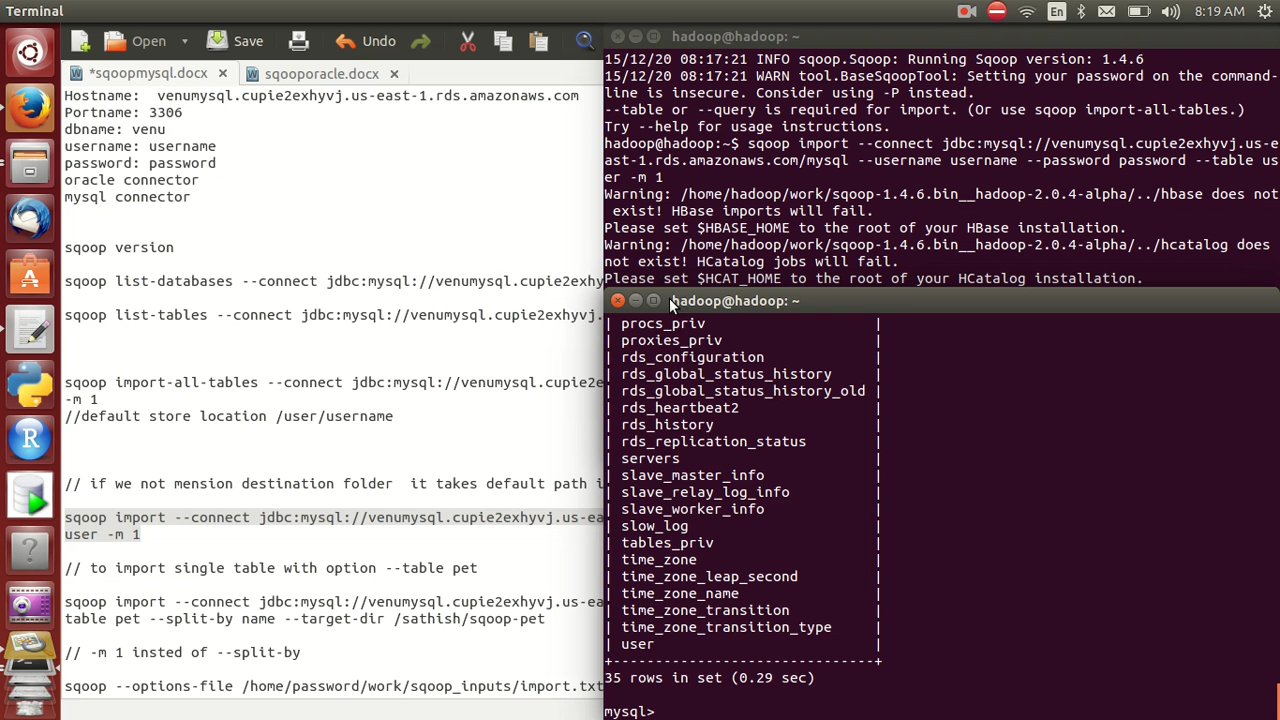 Terminal
En
8:19 AM
Open
Save
Undo
*sqoopmysql.docx
sqooporacle.docx
Hostname:  venumysql.cupie2exhyvj.us-east-1.rds.amazonaws.com
Portname: 3306
dbname: venu
username: username
password: password
oracle connector
mysql connector
sqoop version
sqoop list-databases --connect jdbc:mysql://venumysql.cupie2exhy
sqoop list-tables --connect jdbc:mysql://venumysql.cupie2exhyvj.
sqoop import-all-tables --connect jdbc:mysql://venumysql.cupie2e
-m 1
//default store location /user/username
// if we not mension destination folder  it takes default path i
sqoop import --connect jdbc:mysql://venumysql.cupie2exhyvj.us-ea
user -m 1
// to import single table with option --table pet
sqoop import --connect jdbc:mysql://venumysql.cupie2exhyvj.us-ea
table pet --split-by name --target-dir /sathish/sqoop-pet
// -m 1 insted of --split-by
sqoop --options-file /home/password/work/sqoop_inputs/import.txt
hadoop@hadoop: ~
15/12/20 08:17:21 INFO sqoop.Sqoop: Running Sqoop version: 1.4.6
15/12/20 08:17:21 WARN tool.BaseSqoopTool: Setting your password on the command-
line is insecure. Consider using -P instead.
--table or --query is required for import. (Or use sqoop import-all-tables.)
Try --help for usage instructions.
hadoop@hadoop:~$ sqoop import --connect jdbc:mysql://venumysql.cupie2exhyvj.us-e
ast-1.rds.amazonaws.com/mysql --username username --password password --table us
er -m 1
Warning: /home/hadoop/work/sqoop-1.4.6.bin__hadoop-2.0.4-alpha/../hbase does not
 exist! HBase imports will fail.
Please set $HBASE_HOME to the root of your HBase installation.
Warning: /home/hadoop/work/sqoop-1.4.6.bin__hadoop-2.0.4-alpha/../hcatalog does
not exist! HCatalog jobs will fail.
Please set $HCAT_HOME to the root of your HCatalog installation.
hadoop@hadoop: ~
| procs_priv |
| proxies_priv |
| rds_configuration |
| rds_global_status_history |
| rds_global_status_history_old |
| rds_heartbeat2 |
| rds_history |
| rds_replication_status |
| servers |
| slave_master_info |
| slave_relay_log_info |
| slave_worker_info |
| slow_log |
| tables_priv |
| time_zone |
| time_zone_leap_second |
| time_zone_name |
| time_zone_transition |
| time_zone_transition_type |
| user |
+-------------------------------+
35 rows in set (0.29 sec)
mysql>